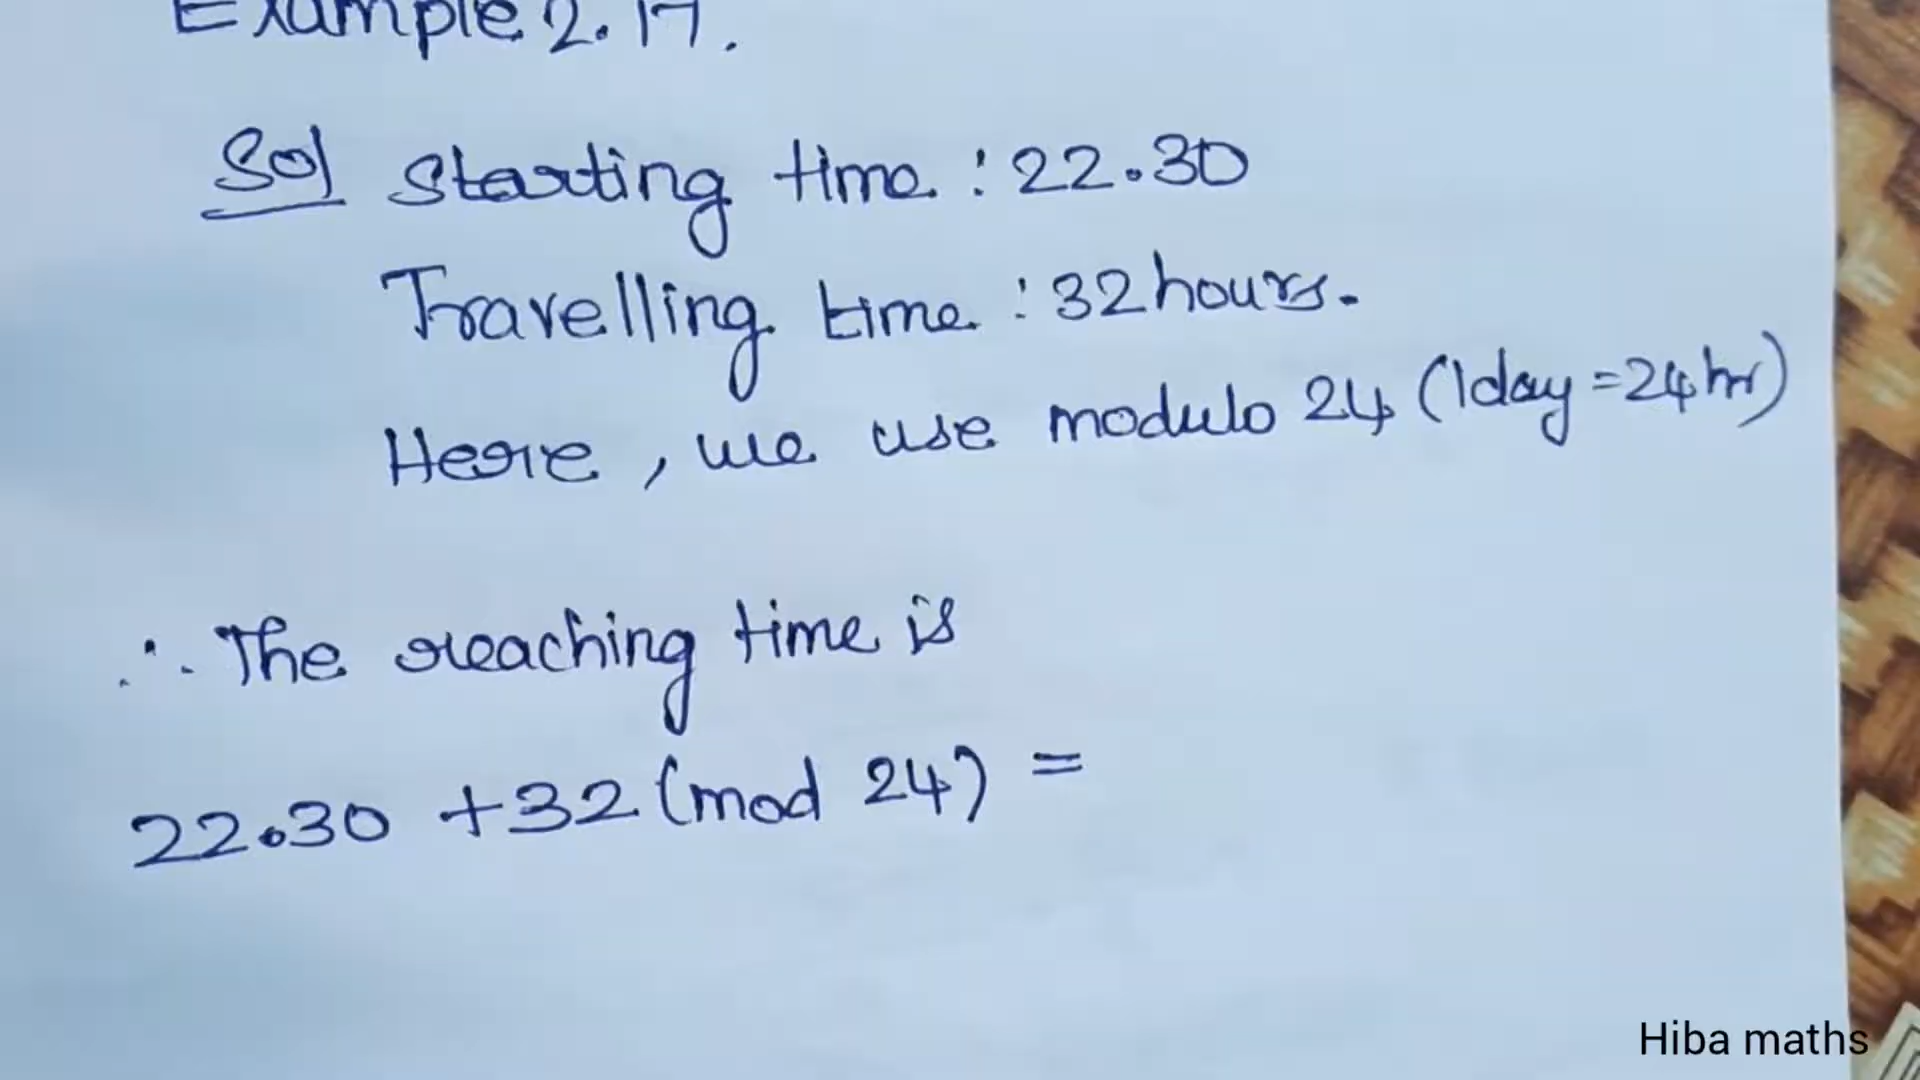 Example 2.17.
Sol Starting time : 22.30
Travelling time : 32 hours.
Here, we use modulo 24 (1day = 24 hr)
∴ The reaching time is
22.30 + 32 (mod 24) =
Hiba maths